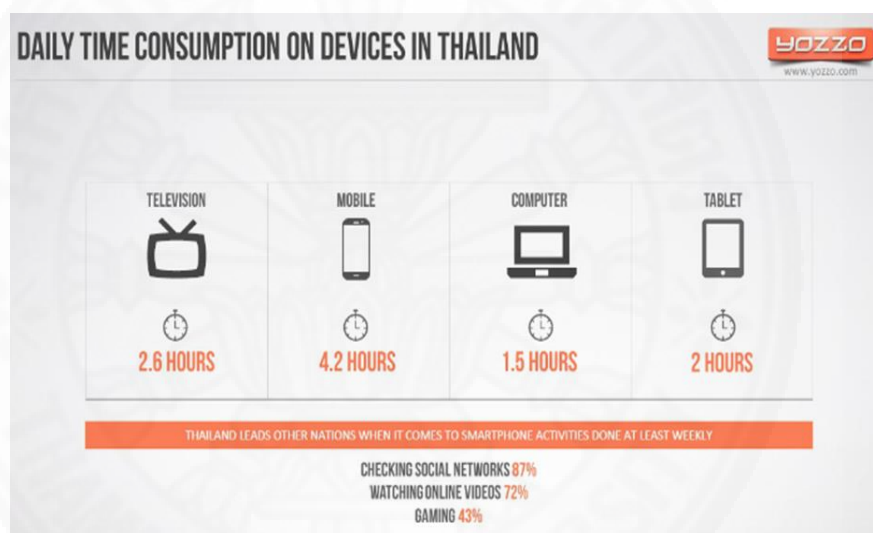 DAILY TIME CONSUMPTION ON DEVICES IN THAILAND
YOZZO
www.yozzo.com
TELEVISION
MOBILE
COMPUTER
TABLET
2.6 HOURS
4.2 HOURS
1.5 HOURS
2 HOURS
THAILAND LEADS OTHER NATIONS WHEN IT COMES TO SMARTPHONE ACTIVITIES DONE AT LEAST WEEKLY
CHECKING SOCIAL NETWORKS 87%
WATCHING ONLINE VIDEOS 72%
GAMING 43%